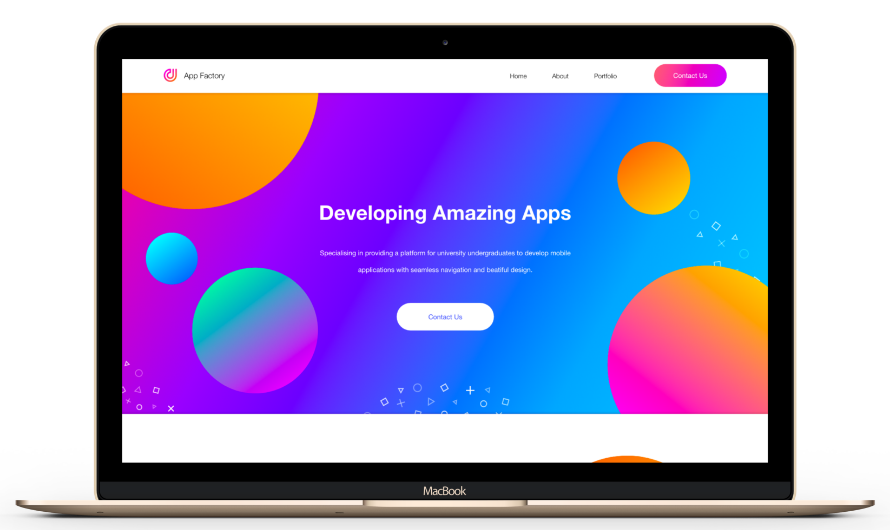 App Factory
Home About Portfolio Contact Us
Developing Amazing Apps
Specialising in providing a platform for university undergraduates to develop mobile
applications with seamless navigation and beatiful design.
Contact Us
MacBook